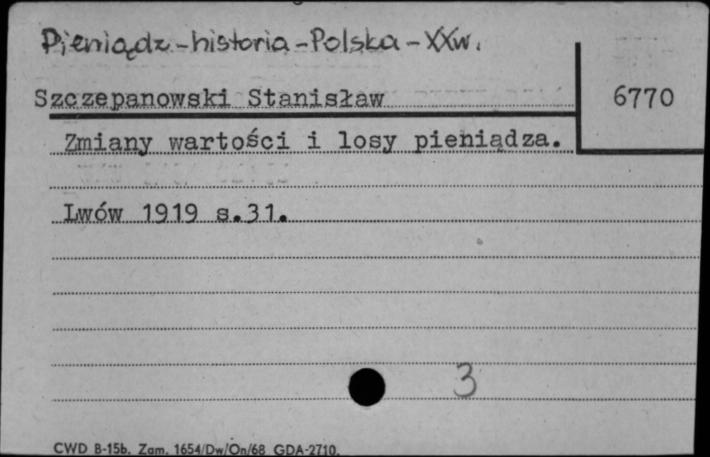 Pieniądz-historia-Polska-XXw.
Szczepanowski Stanisław
6770
Zmiany wartości i losy pieniądza.
Lwów 1919 s.31.
3
CWD B-15b. Zam. 1654/Dw/On/68 GDA-2710.